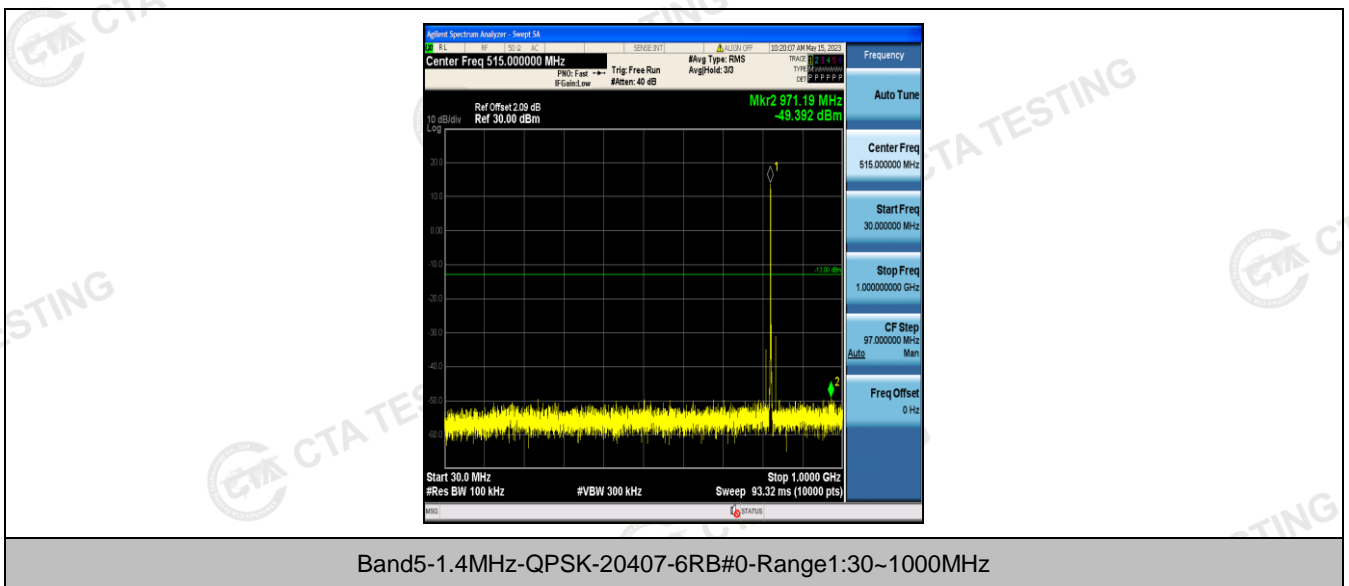 Agilent Spectrum Analyzer - Swept SA
RL RF 50 Ω AC SENSE:INT ALIGN OFF 10:20:07 AM May 15, 2023
Center Freq 515.000000 MHz
PNO: Fast
IFGain:Low
Trig: Free Run
#Atten: 40 dB
#Avg Type: RMS
Avg|Hold: 3/3
TRACE 1 2 3 4 5 6
TYPE
DET P P P P P P
Frequency
Mkr2 971.19 MHz
-49.392 dBm
Ref Offset 2.09 dB
10 dB/div Ref 30.00 dBm
Log
20.0
10.0
0.00
-10.0
-20.0
-30.0
-40.0
-50.0
-60.0
1
-13.00 dBm
2
Start 30.0 MHz
Stop 1.0000 GHz
#Res BW 100 kHz
#VBW 300 kHz
Sweep 93.32 ms (10000 pts)
MSG
STATUS
Auto Tune
Center Freq
515.000000 MHz
Start Freq
30.000000 MHz
Stop Freq
1.000000000 GHz
CF Step
97.000000 MHz
Auto Man
Freq Offset
0 Hz
CTA TESTING
CTA TES
STING
TING
Band5-1.4MHz-QPSK-20407-6RB#0-Range1:30~1000MHz